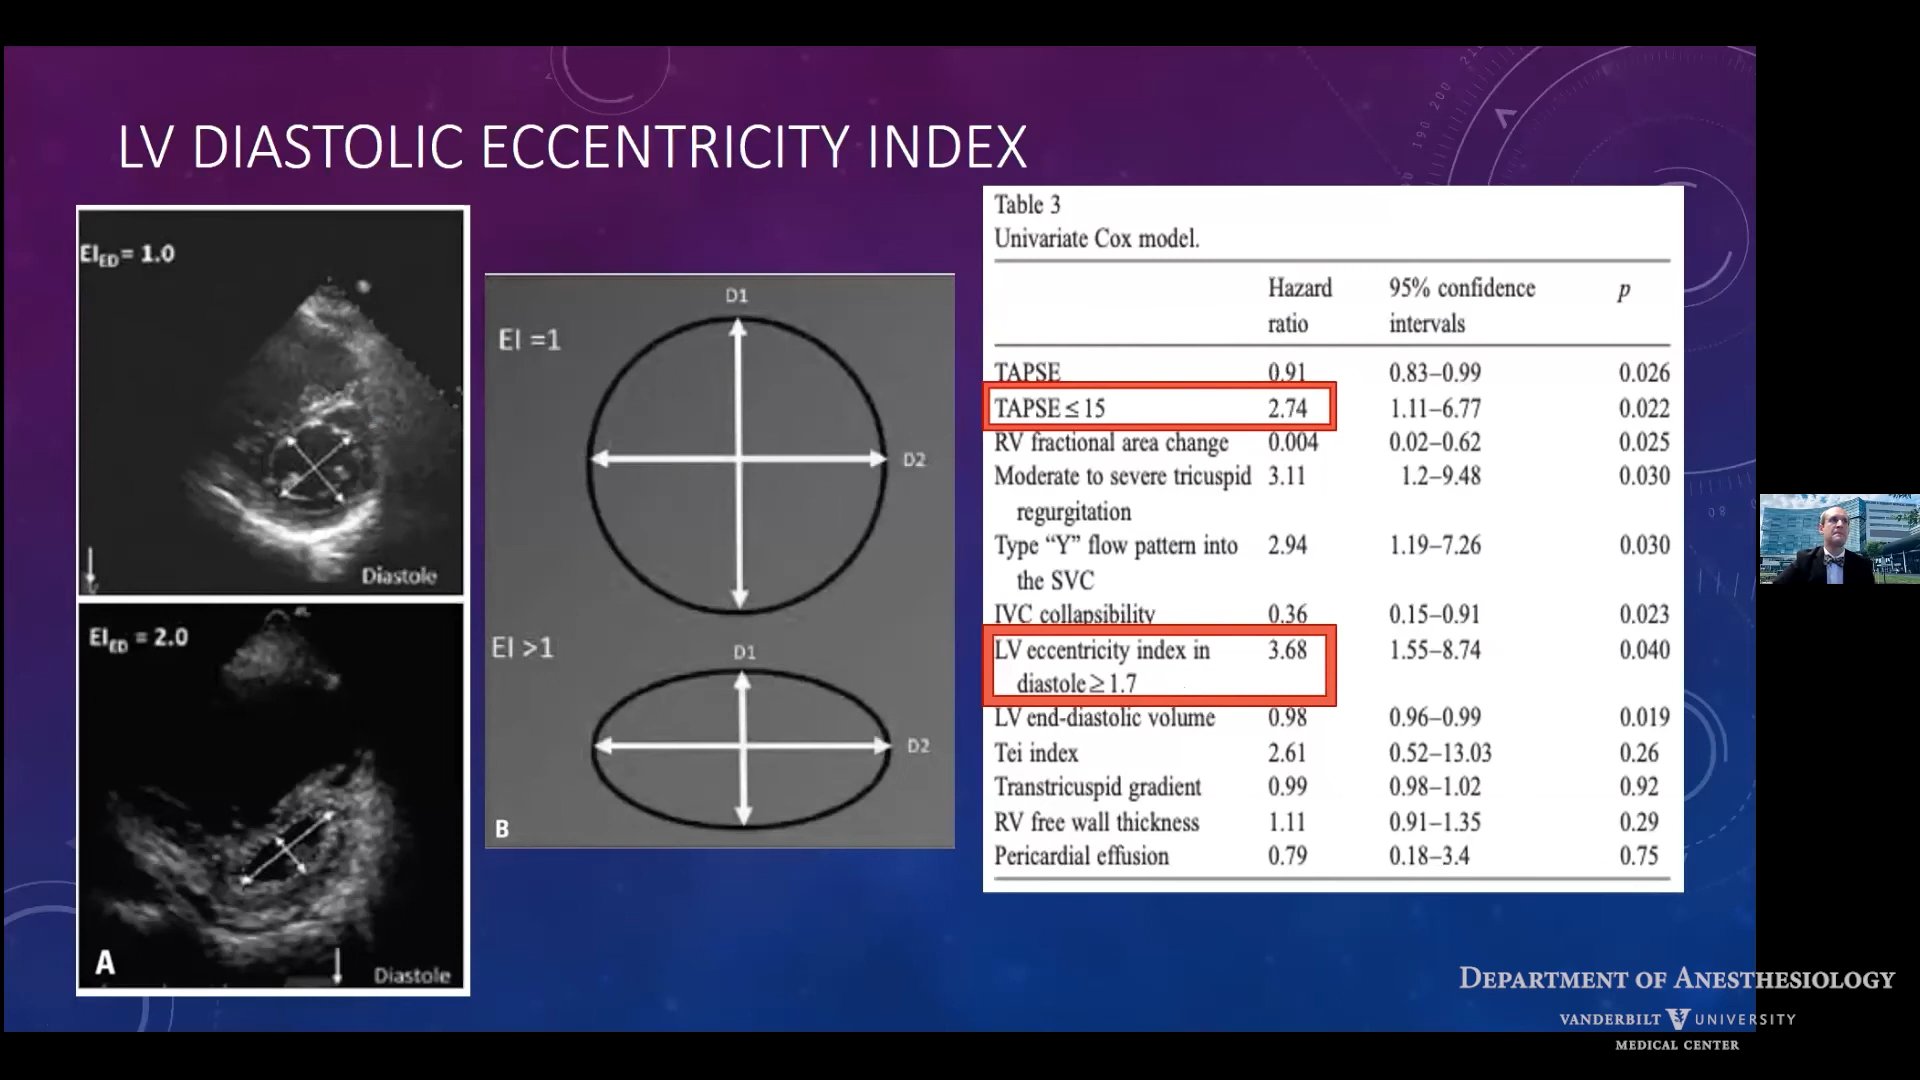 LV DIASTOLIC ECCENTRICITY INDEX
EIED = 1.0
Diastole
EIED = 2.0
A
Diastole
D1
EI =1
D2
EI >1
D1
D2
B
Table 3
Univariate Cox model.
Hazard ratio 95% confidence intervals p
TAPSE 0.91 0.83–0.99 0.026
TAPSE ≤ 15 2.74 1.11–6.77 0.022
RV fractional area change 0.004 0.02–0.62 0.025
Moderate to severe tricuspid 3.11 1.2–9.48 0.030
regurgitation
Type “Y” flow pattern into 2.94 1.19–7.26 0.030
the SVC
IVC collapsibility 0.36 0.15–0.91 0.023
LV eccentricity index in 3.68 1.55–8.74 0.040
diastole ≥ 1.7
LV end-diastolic volume 0.98 0.96–0.99 0.019
Tei index 2.61 0.52–13.03 0.26
Transtricuspid gradient 0.99 0.98–1.02 0.92
RV free wall thickness 1.11 0.91–1.35 0.29
Pericardial effusion 0.79 0.18–3.4 0.75
DEPARTMENT OF ANESTHESIOLOGY
VANDERBILT UNIVERSITY
MEDICAL CENTER
190
200